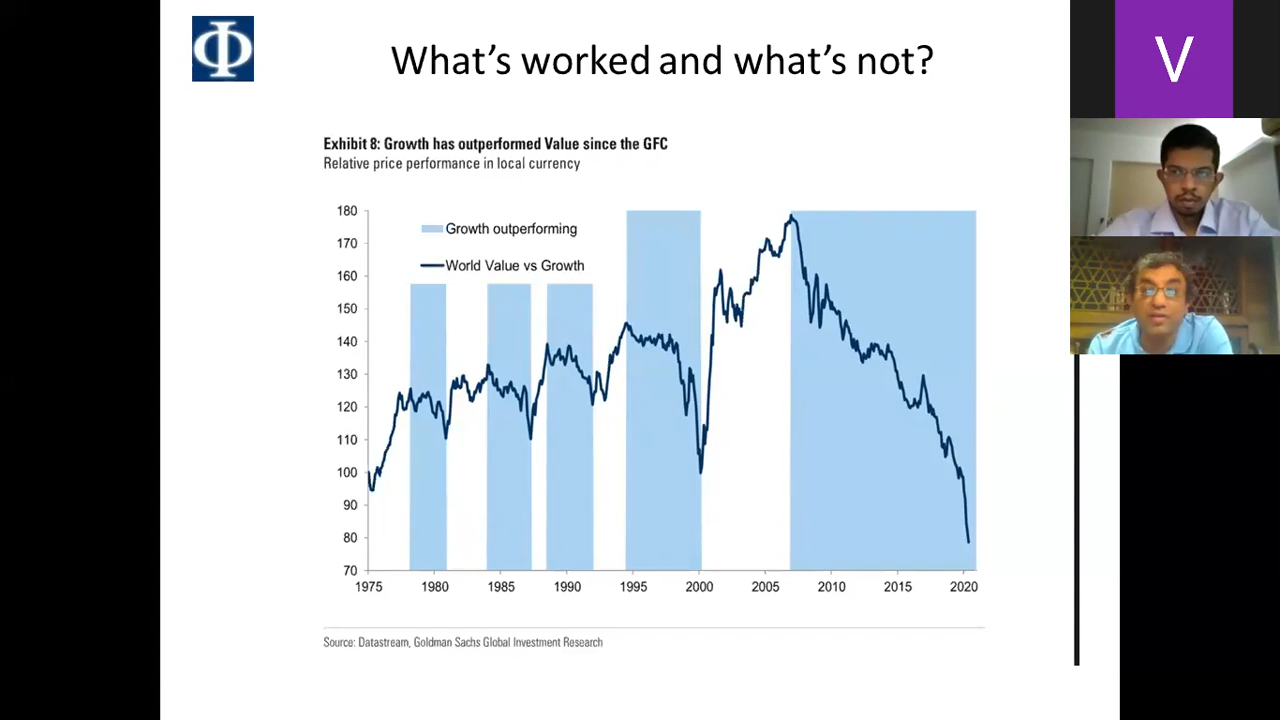 What's worked and what's not?
V
Exhibit 8: Growth has outperformed Value since the GFC
Relative price performance in local currency
180
170
160
150
140
130
120
110
100
90
80
70
Growth outperforming
World Value vs Growth
1975 1980 1985 1990 1995 2000 2005 2010 2015 2020
Source: Datastream, Goldman Sachs Global Investment Research